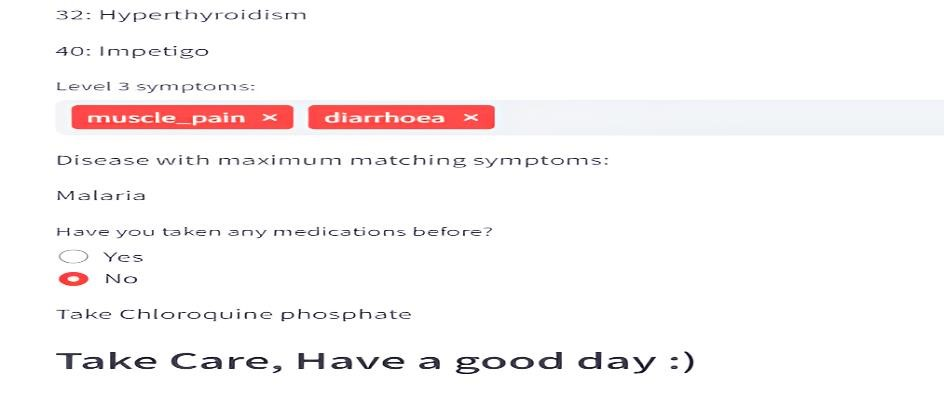 32: Hyperthyroidism
40: Impetigo
Level 3 symptoms:
muscle_pain × diarrhoea ×
Disease with maximum matching symptoms:
Malaria
Have you taken any medications before?
Yes
No
Take Chloroquine phosphate
Take Care, Have a good day :)